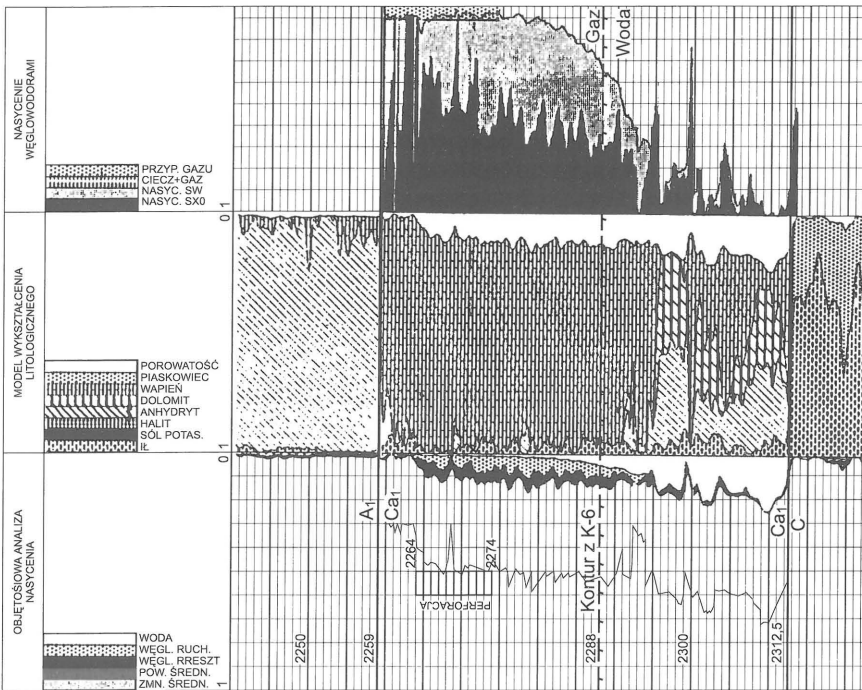 NASYCENIE
WĘGLOWODORAMI
PRZYP. GAZU
CIECZ+GAZ
NASYC. SW
NASYC. SX0
0
1
Gaz
Woda
MODEL WYKSZTAŁCENIA
LITOLOGICZNEGO
POROWATOŚĆ
PIASKOWIEC
WAPIEŃ
DOLOMIT
ANHYDRYT
HALIT
SÓL POTAS.
IŁ
0
1
OBJĘTOŚIOWA ANALIZA
NASYCENIA
WODA
WĘGL. RUCH.
WĘGL. RRESZT
POW. ŚREDN.
ZMN. ŚREDN.
0
1
A1
Ca1
Ca1
C
2264
2274
PERFORACJA
Kontur z K-6
2250
2259
2288
2300
2312,5